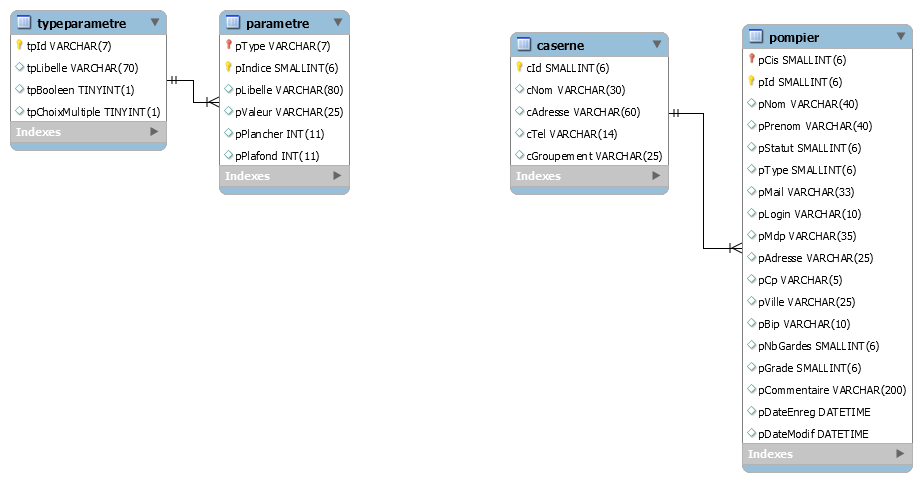 typeparametre
tpId VARCHAR(7)
tpLibelle VARCHAR(70)
tpBooleen TINYINT(1)
tpChoixMultiple TINYINT(1)
Indexes
parametre
pType VARCHAR(7)
pIndice SMALLINT(6)
pLibelle VARCHAR(80)
pValeur VARCHAR(25)
pPlancher INT(11)
pPlafond INT(11)
Indexes
caserne
cId SMALLINT(6)
cNom VARCHAR(30)
cAdresse VARCHAR(60)
cTel VARCHAR(14)
cGroupement VARCHAR(25)
Indexes
pompier
pCis SMALLINT(6)
pId SMALLINT(6)
pNom VARCHAR(40)
pPrenom VARCHAR(40)
pStatut SMALLINT(6)
pType SMALLINT(6)
pMail VARCHAR(33)
pLogin VARCHAR(10)
pMdp VARCHAR(35)
pAdresse VARCHAR(25)
pCp VARCHAR(5)
pVille VARCHAR(25)
pBip VARCHAR(10)
pNbGardes SMALLINT(6)
pGrade SMALLINT(6)
pCommentaire VARCHAR(200)
pDateEnreg DATETIME
pDateModif DATETIME
Indexes